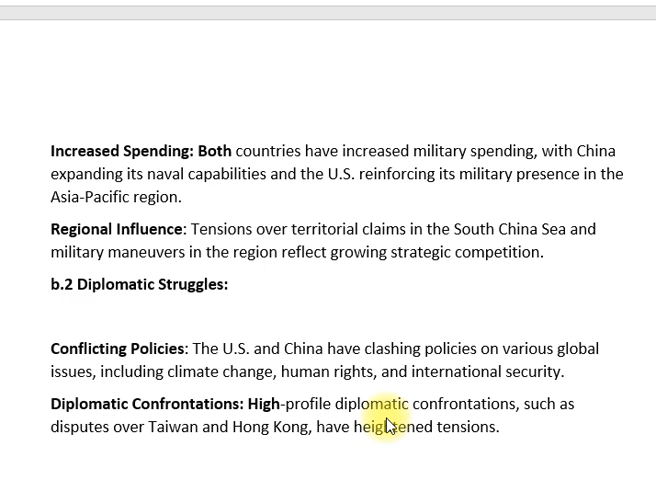 Increased Spending: Both countries have increased military spending, with China
expanding its naval capabilities and the U.S. reinforcing its military presence in the
Asia-Pacific region.
Regional Influence: Tensions over territorial claims in the South China Sea and
military maneuvers in the region reflect growing strategic competition.
b.2 Diplomatic Struggles:
Conflicting Policies: The U.S. and China have clashing policies on various global
issues, including climate change, human rights, and international security.
Diplomatic Confrontations: High-profile diplomatic confrontations, such as
disputes over Taiwan and Hong Kong, have heightened tensions.